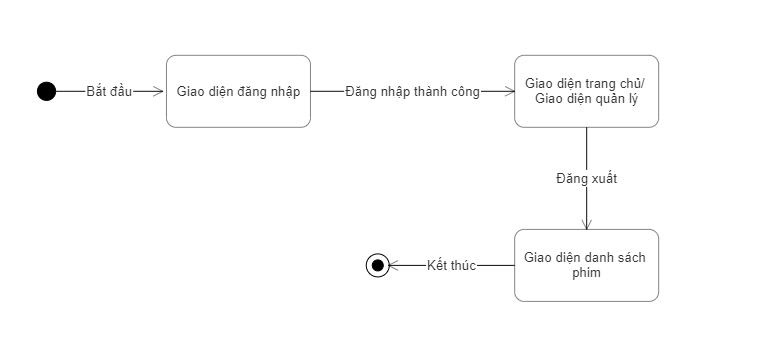 Bắt đầu
Giao diện đăng nhập
Đăng nhập thành công
Giao diện trang chủ/
Giao diện quản lý
Đăng xuất
Giao diện danh sách
phim
Kết thúc